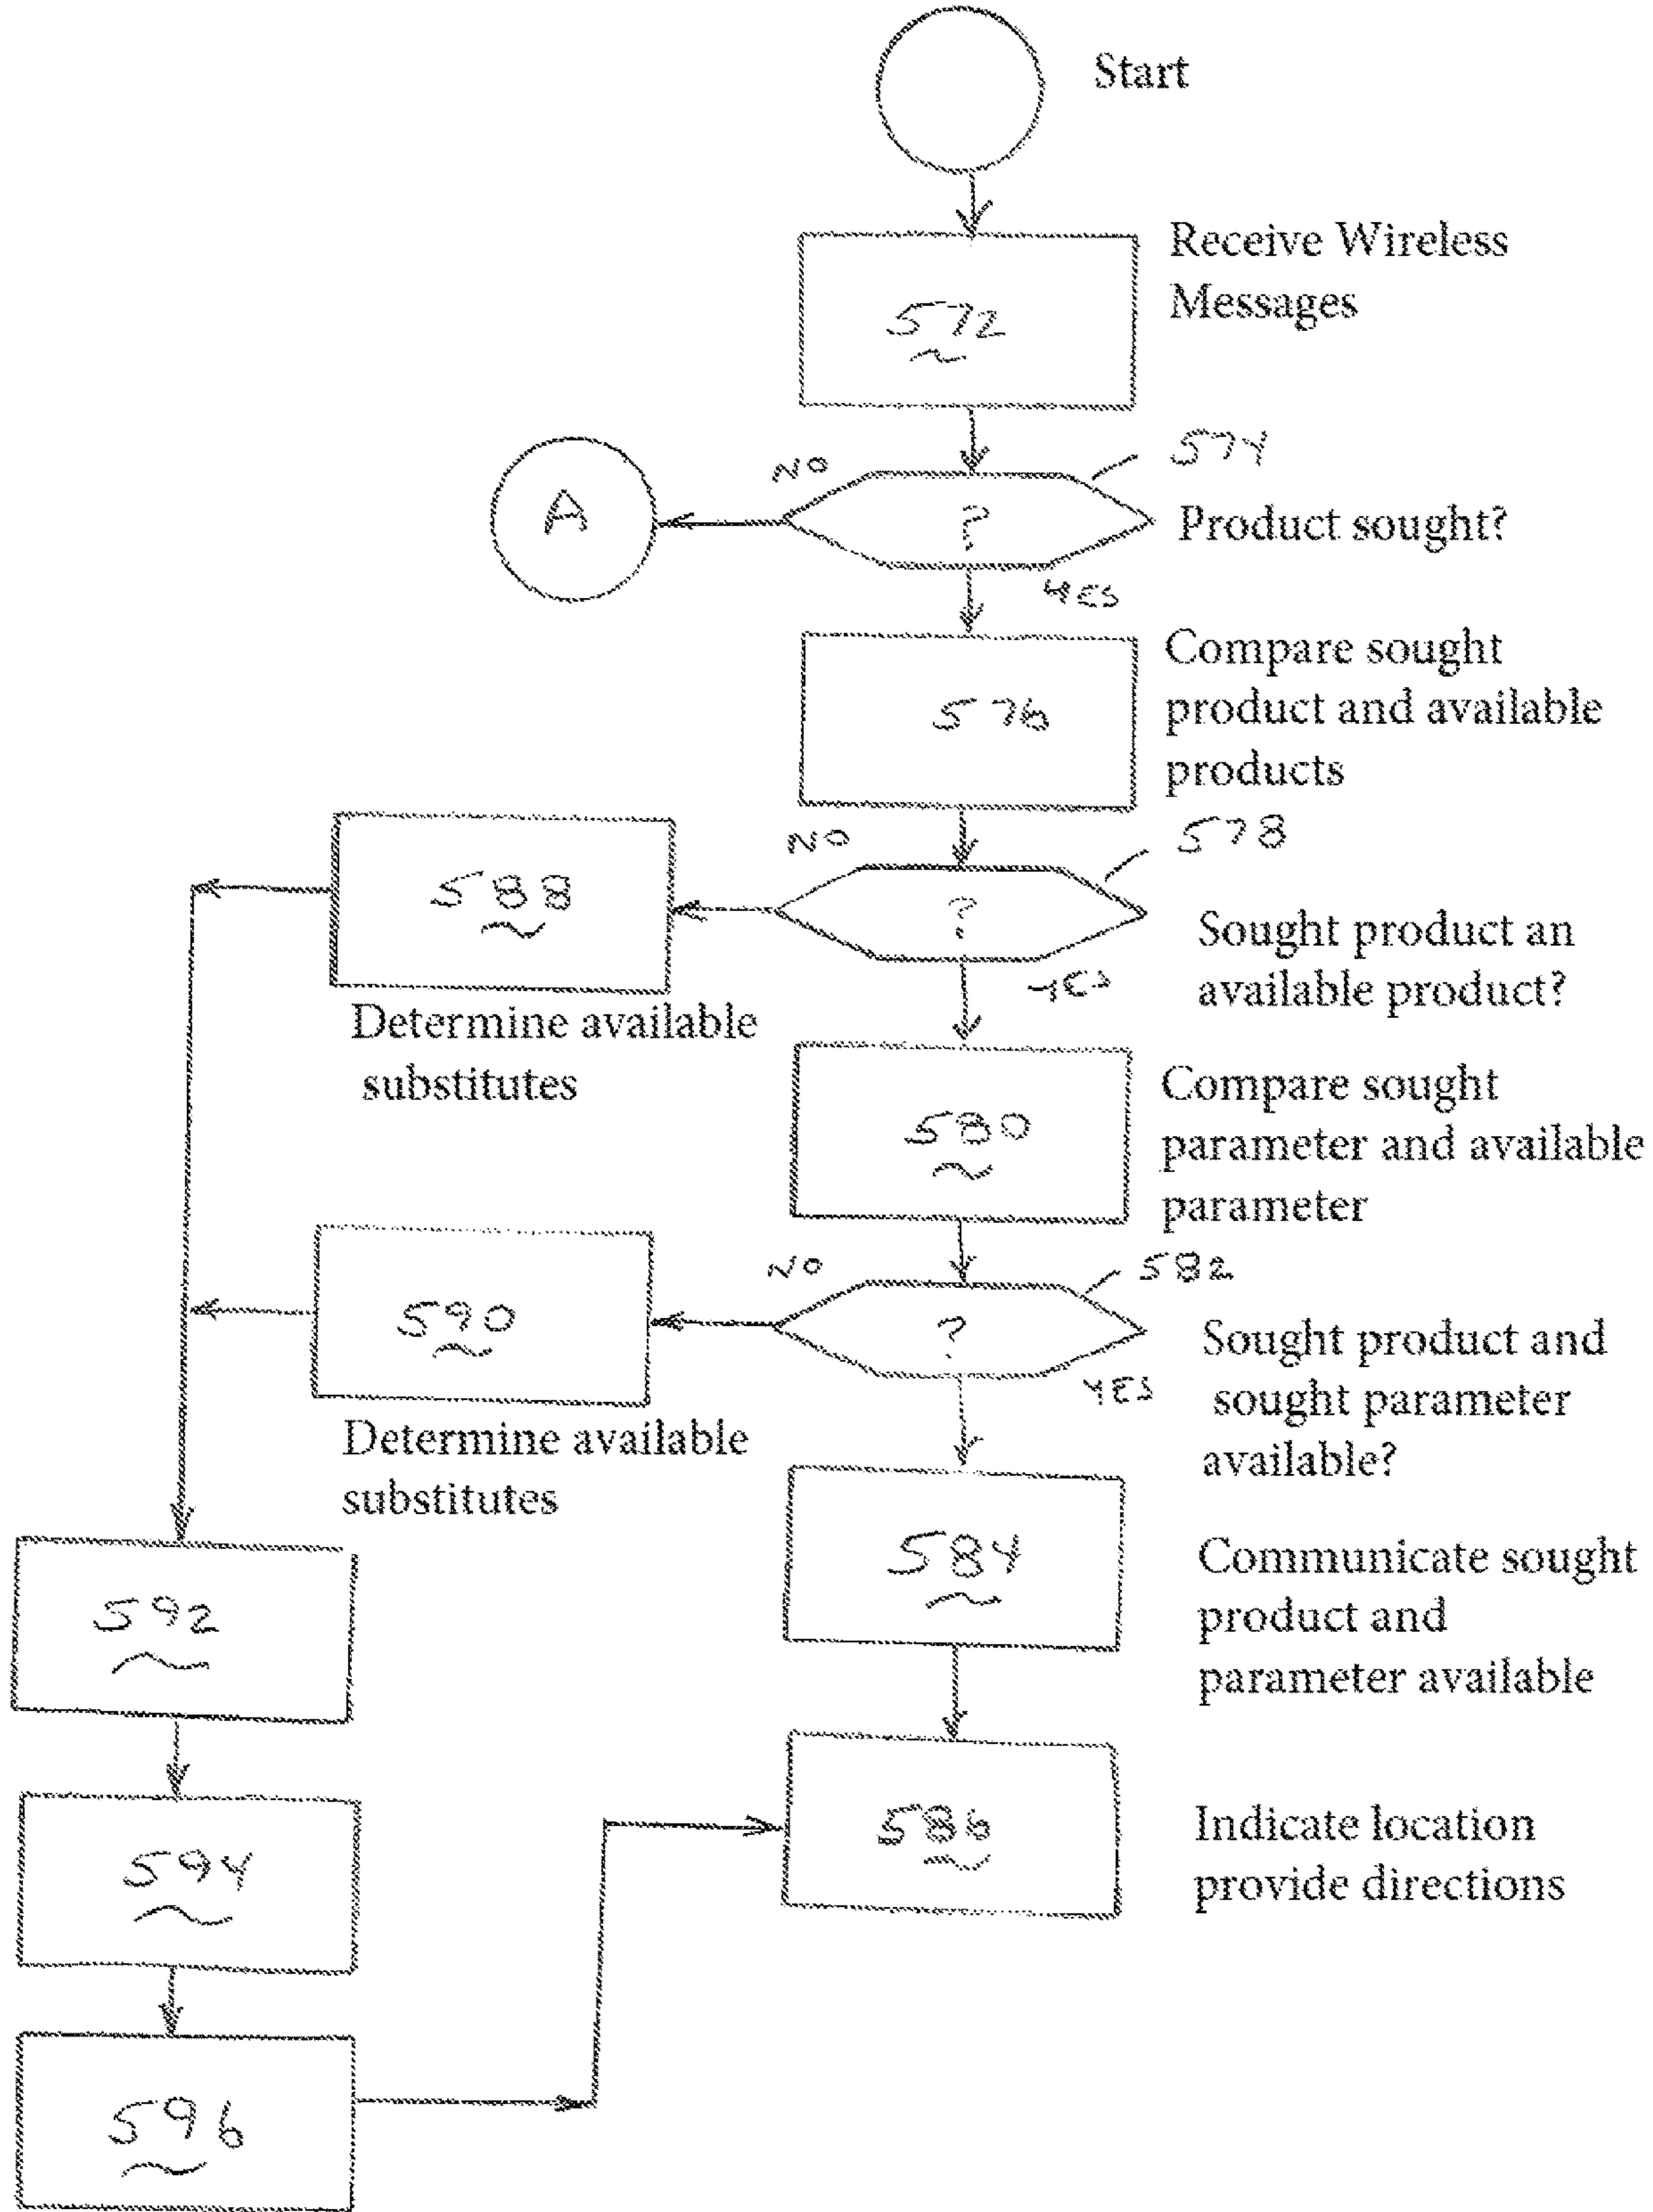 Start
Receive Wireless
Messages
572
574
NO
A
?
Product sought?
YES
Compare sought
product and available
products
576
578
NO
588
?
Sought product an
available product?
YES
Determine available
substitutes
Compare sought
parameter and available
parameter
580
582
NO
590
?
Sought product and
sought parameter
available?
YES
Determine available
substitutes
584
Communicate sought
product and
parameter available
592
594
586
Indicate location
provide directions
596